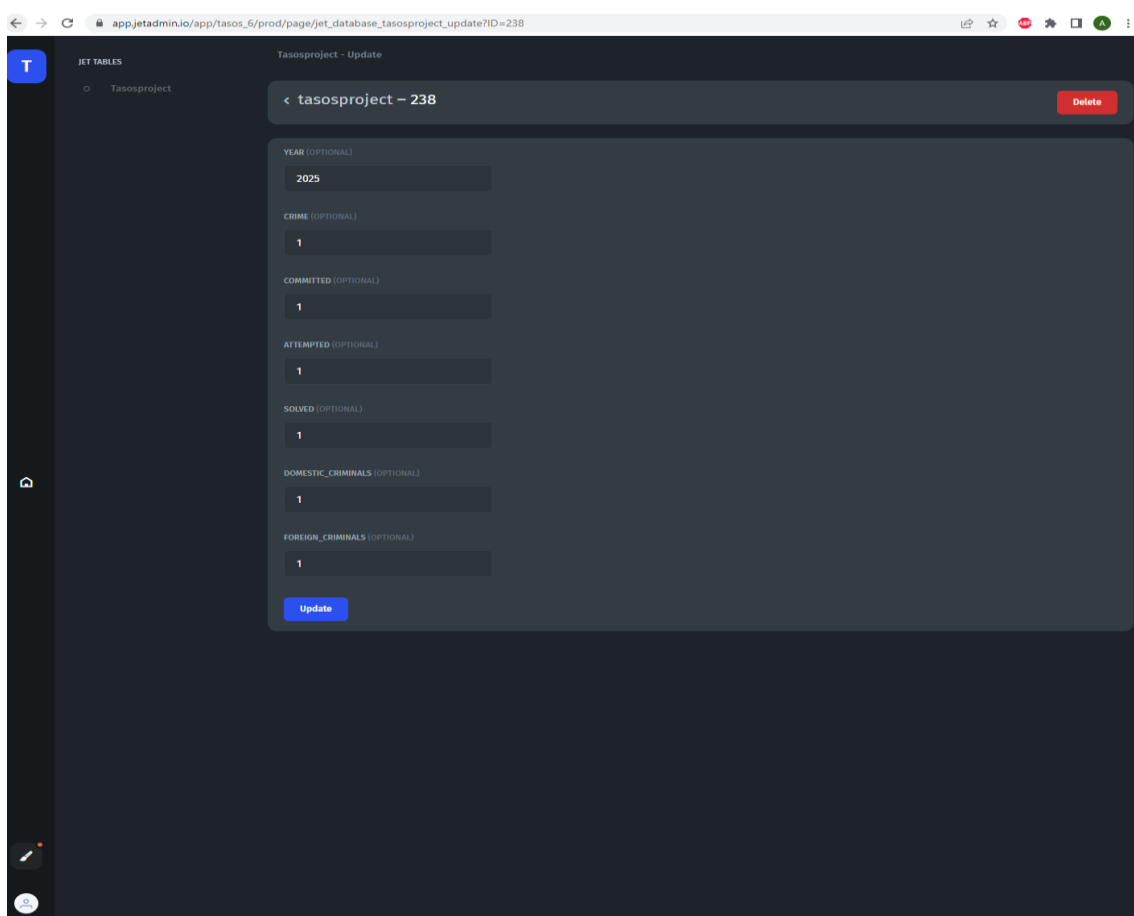 app.jetadmin.io/app/tasos_6/prod/page/jet_database_tasosproject_update?ID=238
ABP
A
T
JET TABLES
Tasosproject
Tasosproject - Update
‹ tasosproject – 238
Delete
YEAR (OPTIONAL)
2025
CRIME (OPTIONAL)
1
COMMITTED (OPTIONAL)
1
ATTEMPTED (OPTIONAL)
1
SOLVED (OPTIONAL)
1
DOMESTIC_CRIMINALS (OPTIONAL)
1
FOREIGN_CRIMINALS (OPTIONAL)
1
Update